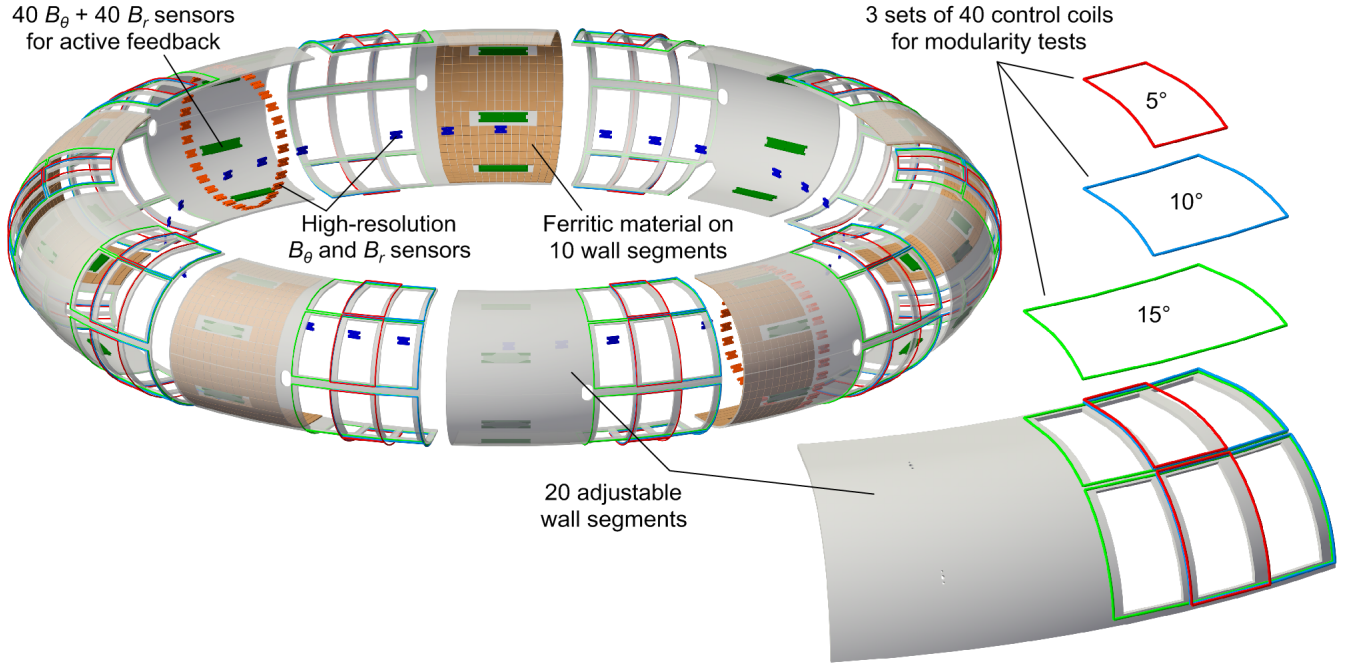 40 Bθ + 40 Br sensors
for active feedback
3 sets of 40 control coils
for modularity tests
5°
10°
15°
High-resolution
Bθ and Br sensors
Ferritic material on
10 wall segments
20 adjustable
wall segments